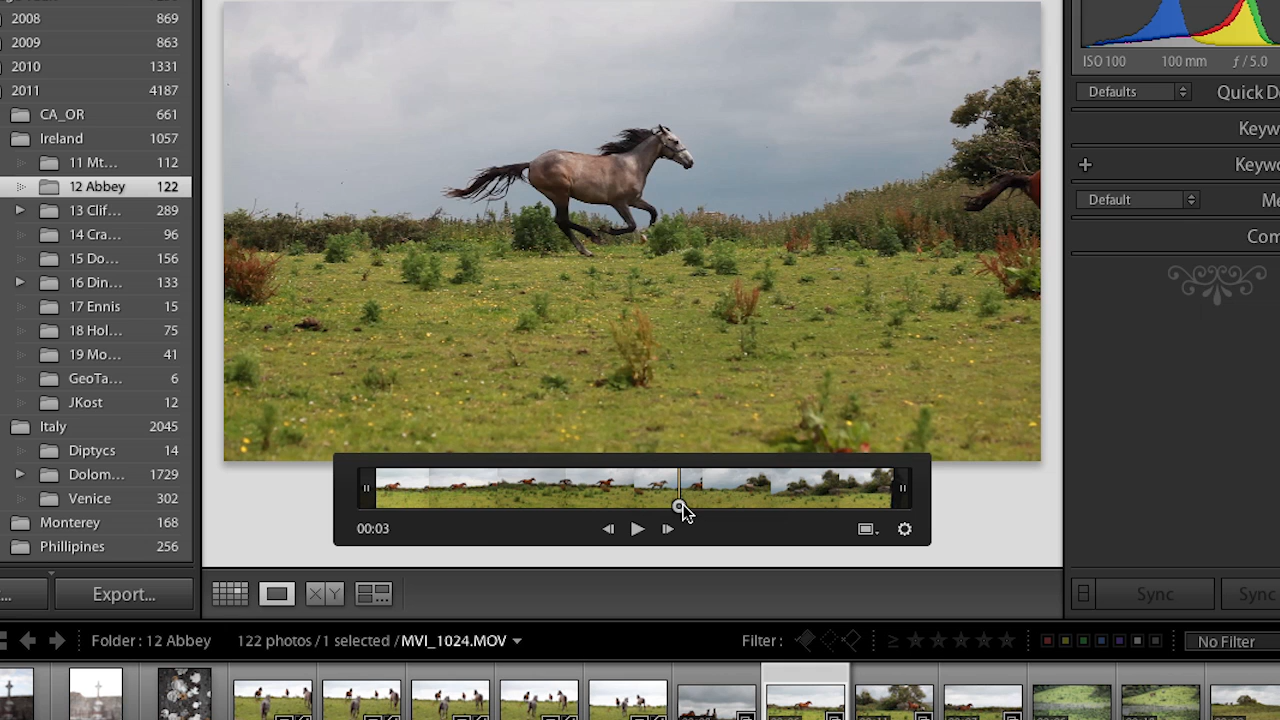 2008 869
2009 863
2010 1331
2011 4187
CA_OR 661
Ireland 1057
11 Mt... 112
12 Abbey 122
13 Clif... 289
14 Cra... 96
15 Do... 156
16 Din... 133
17 Ennis 15
18 Hol... 75
19 Mo... 41
GeoTa... 6
JKost 12
Italy 2045
Diptycs 14
Dolom... 1729
Venice 302
Monterey 168
Phillipines 256
... Export...
ISO 100 100 mm ƒ / 5.0
Defaults Quick D
Keyw
Keywo
Default Me
Com
00:03
XY
Sync Sync
Folder : 12 Abbey 122 photos / 1 selected / MVI_1024.MOV Filter : ≥ No Filter